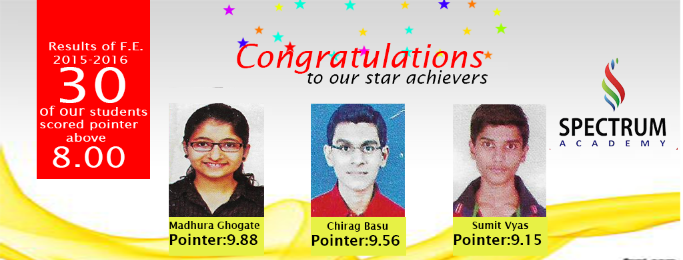 Results of F.E.
2015-2016
30
of our students
scored pointer
above
8.00
Congratulations
to our star achievers
SPECTRUM
ACADEMY
Madhura Ghogate
Pointer:9.88
Chirag Basu
Pointer:9.56
Sumit Vyas
Pointer:9.15